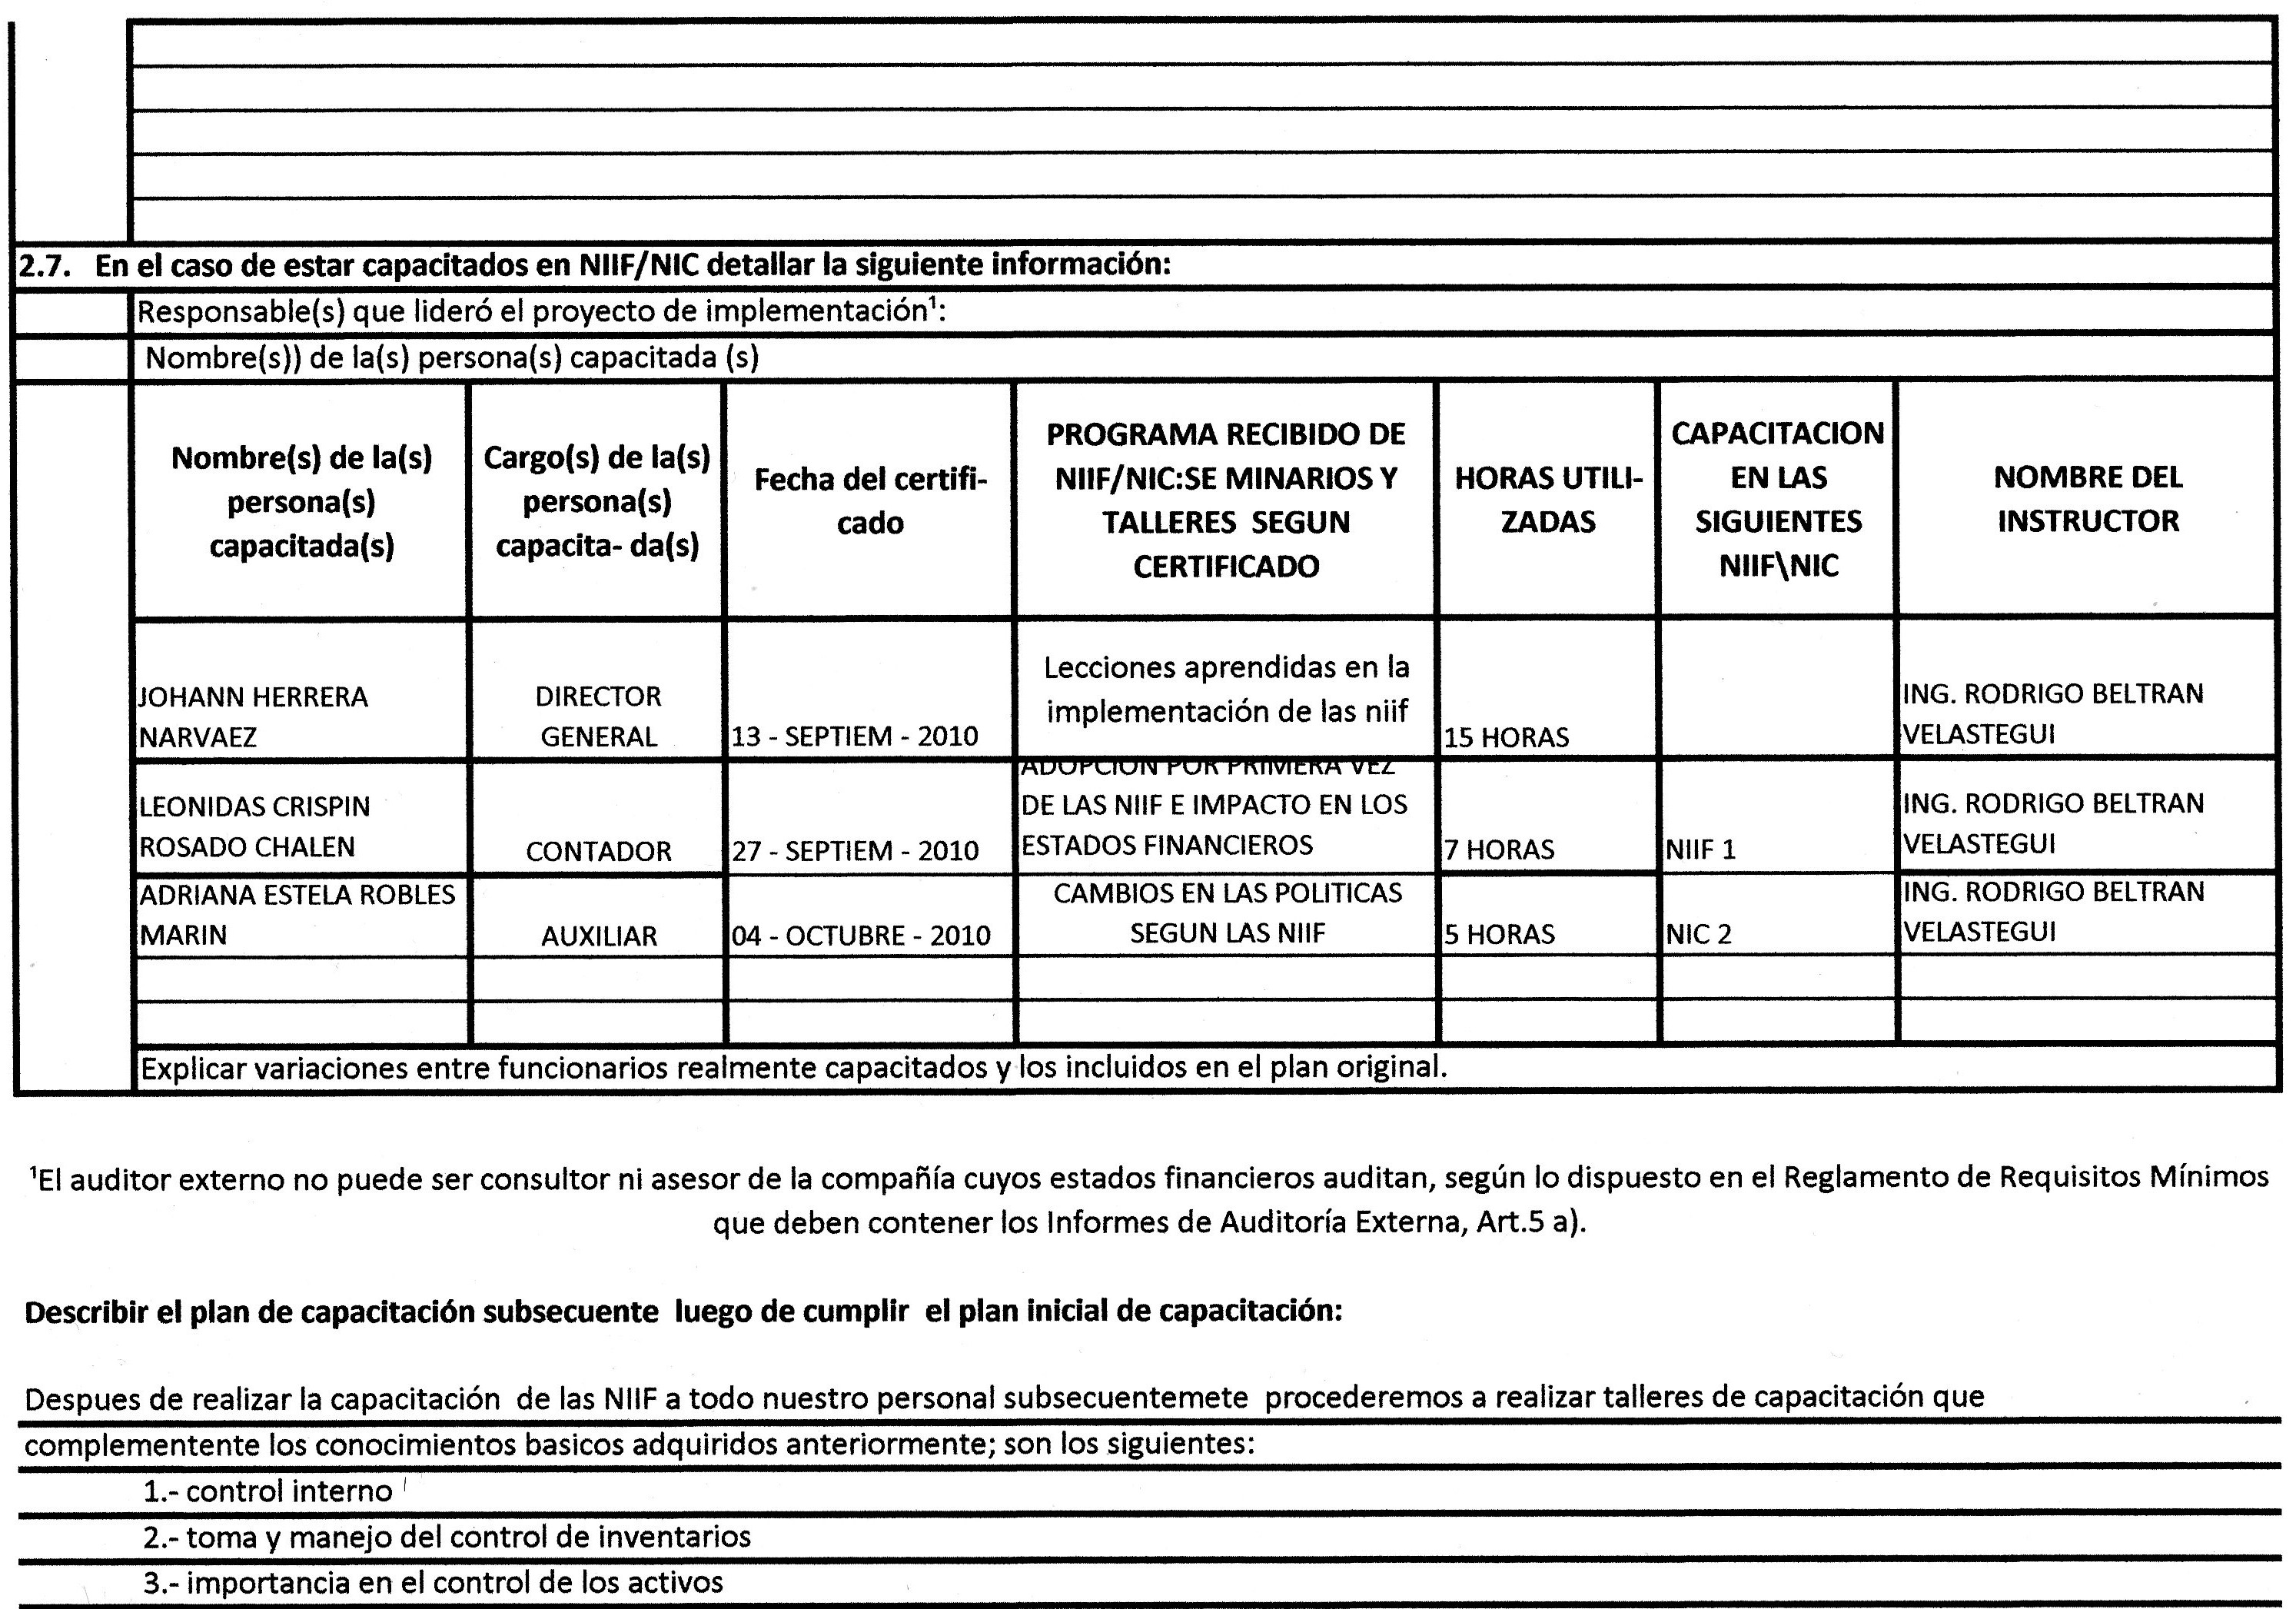 2.7. En el caso de estar capacitados en NIIF/NIC detallar la siguiente información:
Responsable(s) que lideró el proyecto de implementación¹:
Nombre(s)) de la(s) persona(s) capacitada (s)
Nombre(s) de la(s)
persona(s)
capacitada(s)
Cargo(s) de la(s)
persona(s)
capacita- da(s)
Fecha del certifi-
cado
PROGRAMA RECIBIDO DE
NIIF/NIC:SE MINARIOS Y
TALLERES SEGUN
CERTIFICADO
HORAS UTILI-
ZADAS
CAPACITACION
EN LAS
SIGUIENTES
NIIF\NIC
NOMBRE DEL
INSTRUCTOR
JOHANN HERRERA
NARVAEZ
DIRECTOR
GENERAL
13 - SEPTIEM - 2010
Lecciones aprendidas en la
implementación de las niif
15 HORAS
ING. RODRIGO BELTRAN
VELASTEGUI
LEONIDAS CRISPIN
ROSADO CHALEN
CONTADOR
27 - SEPTIEM - 2010
ADOPCION POR PRIMERA VEZ
DE LAS NIIF E IMPACTO EN LOS
ESTADOS FINANCIEROS
7 HORAS
NIIF 1
ING. RODRIGO BELTRAN
VELASTEGUI
ADRIANA ESTELA ROBLES
MARIN
AUXILIAR
04 - OCTUBRE - 2010
CAMBIOS EN LAS POLITICAS
SEGUN LAS NIIF
5 HORAS
NIC 2
ING. RODRIGO BELTRAN
VELASTEGUI
Explicar variaciones entre funcionarios realmente capacitados y los incluidos en el plan original.
¹El auditor externo no puede ser consultor ni asesor de la compañía cuyos estados financieros auditan, según lo dispuesto en el Reglamento de Requisitos Mínimos
que deben contener los Informes de Auditoría Externa, Art.5 a).
Describir el plan de capacitación subsecuente luego de cumplir el plan inicial de capacitación:
Despues de realizar la capacitación de las NIIF a todo nuestro personal subsecuentemete procederemos a realizar talleres de capacitación que
complementente los conocimientos basicos adquiridos anteriormente; son los siguientes:
1.- control interno
2.- toma y manejo del control de inventarios
3.- importancia en el control de los activos